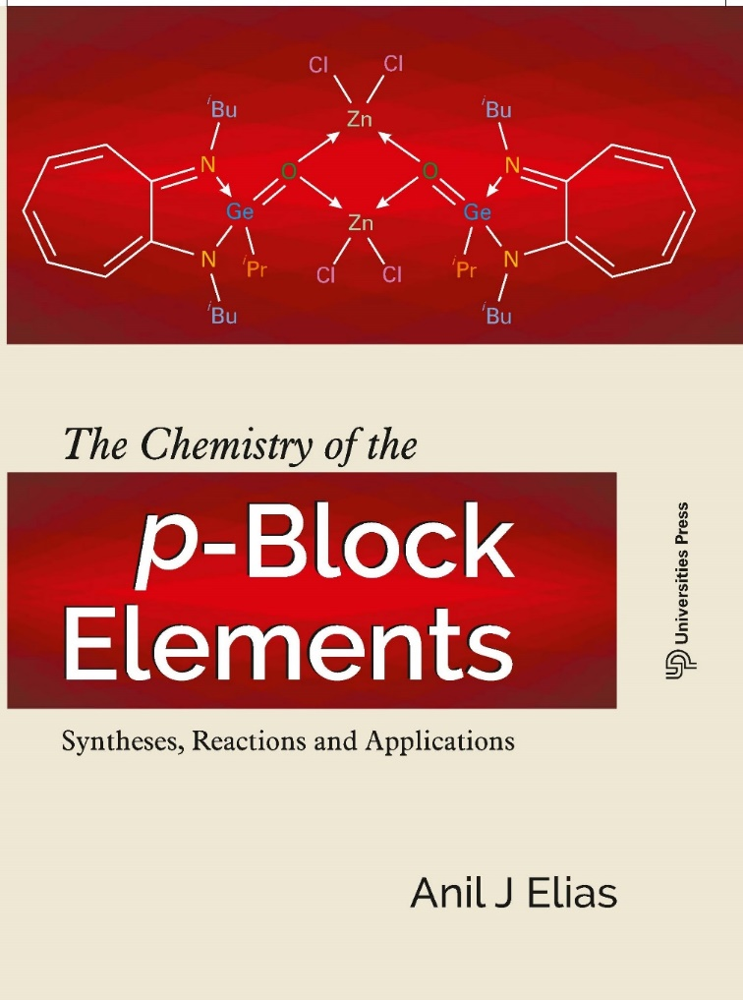 Cl Cl
iBu iBu
Zn
N N
O O
Ge Ge
Zn
N iPr iPr N
Cl Cl
iBu iBu
The Chemistry of the
p-Block
Elements
Universities Press
Syntheses, Reactions and Applications
Anil J Elias